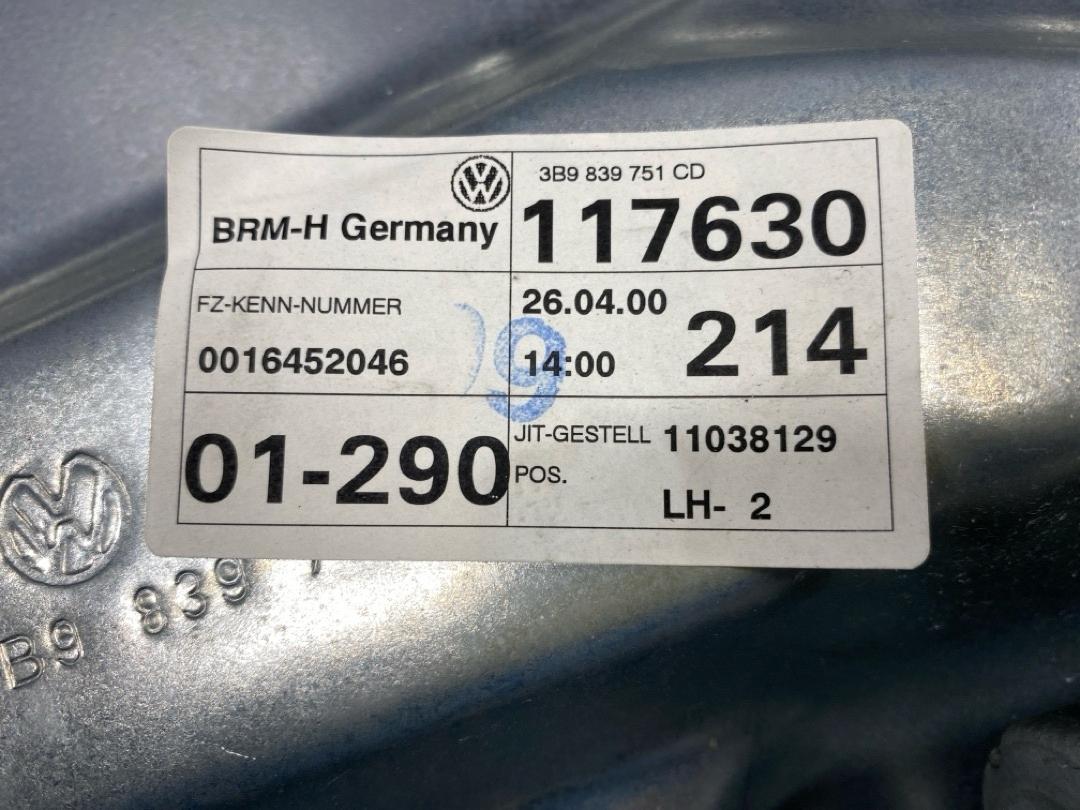 BRM-H Germany
3B9 839 751 CD
117630
FZ-KENN-NUMMER
0016452046
26.04.00
14:00
214
01-290
JIT-GESTELL 11038129
POS.
LH- 2
B9 839